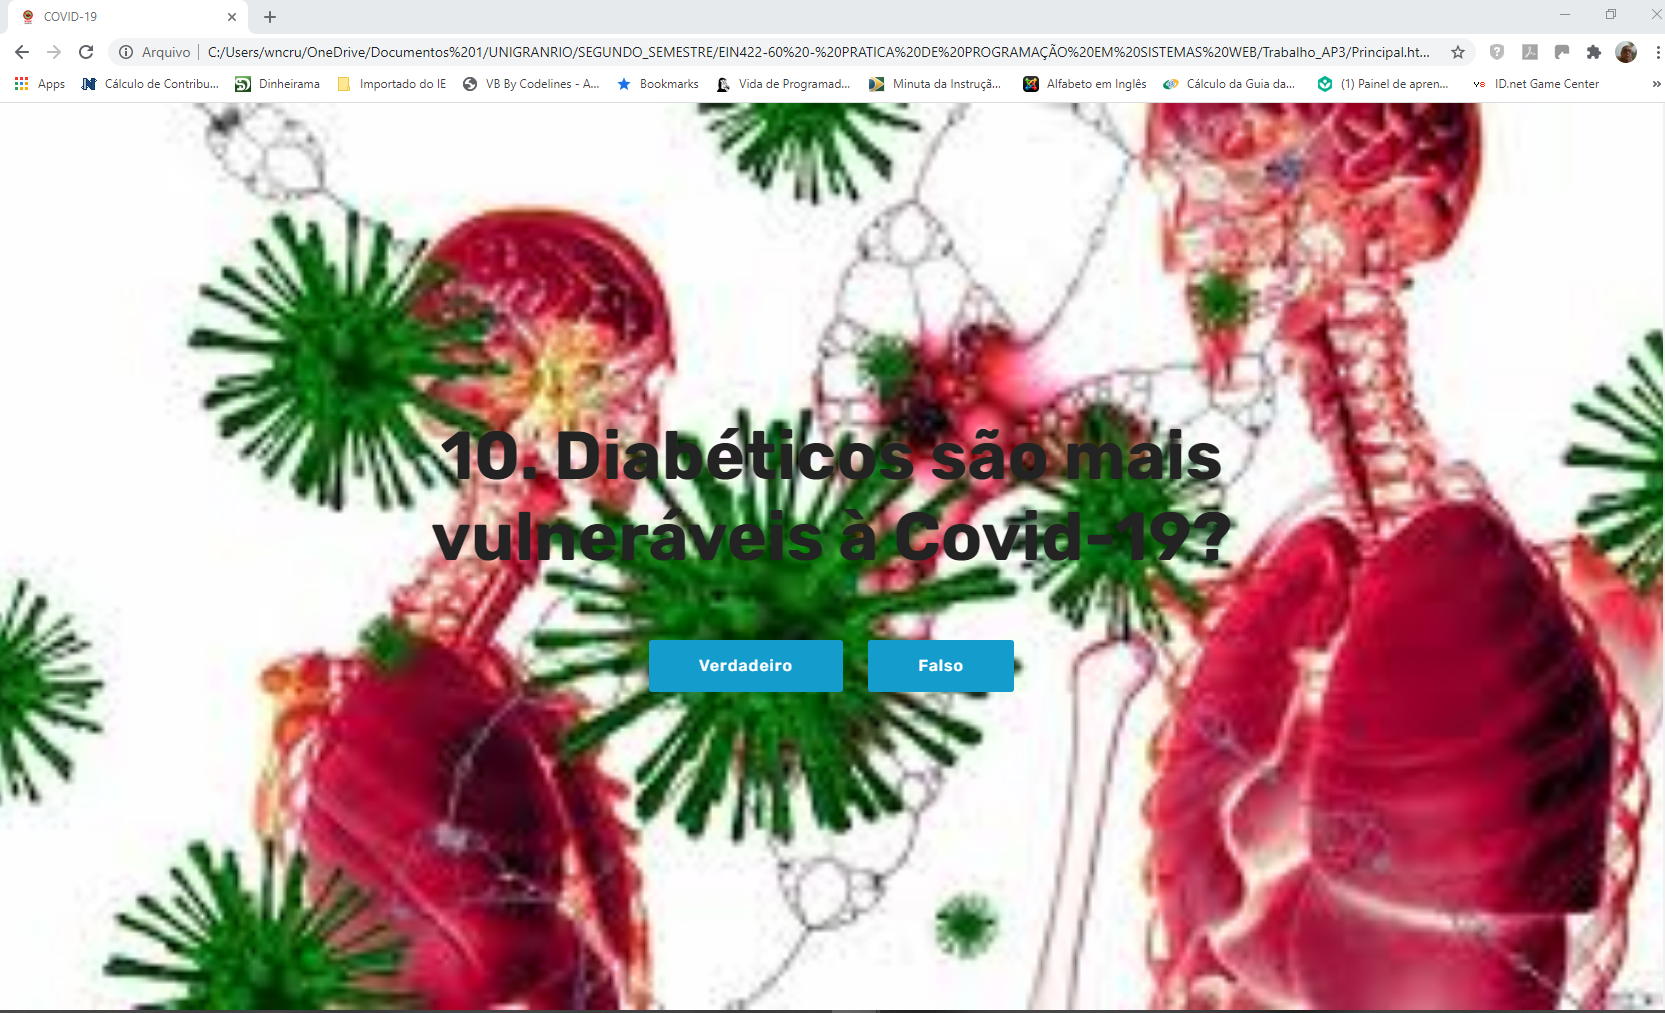 COVID-19
Arquivo
C:/Users/wncru/OneDrive/Documentos%201/UNIGRANRIO/SEGUNDO_SEMESTRE/EIN422-60%20-%20PRATICA%20DE%20PROGRAMAÇÃO%20EM%20SISTEMAS%20WEB/Trabalho_AP3/Principal.ht...
Apps
Cálculo de Contribu...
Dinheirama
Importado do IE
VB By Codelines - A...
Bookmarks
Vida de Programad...
Minuta da Instruçã...
Alfabeto em Inglês
Cálculo da Guia da...
(1) Painel de apren...
ID.net Game Center
»
10. Diabéticos são mais
vulneráveis à Covid-19?
Verdadeiro
Falso